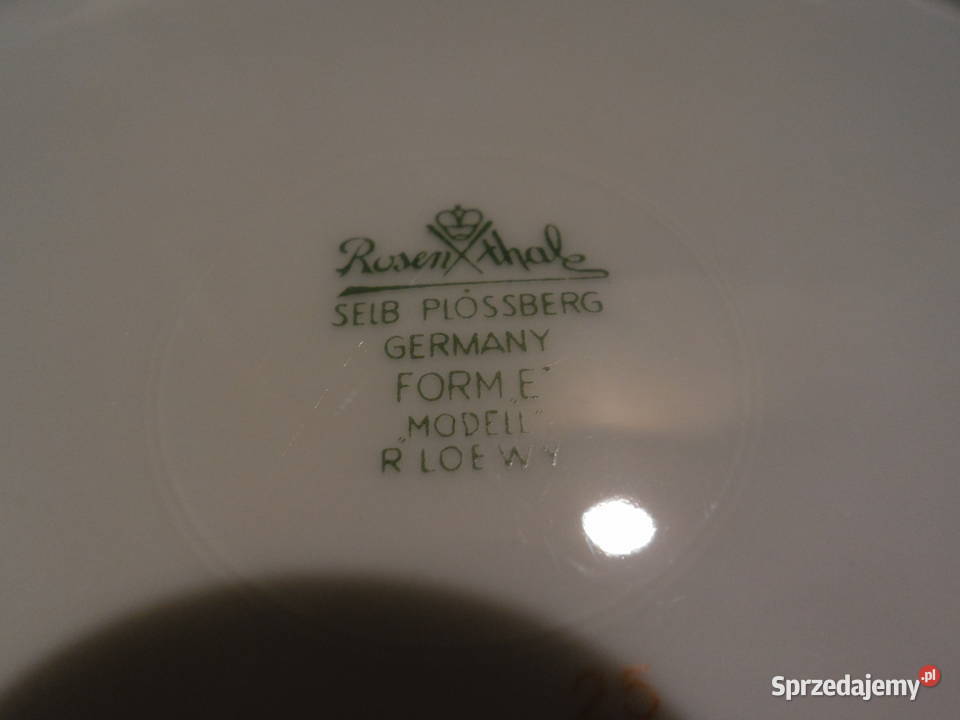 Rosenthal
SELB PLÖSSBERG
GERMANY
FORM „E"
„MODELL"
R LOEWY
Sprzedajemy.pl